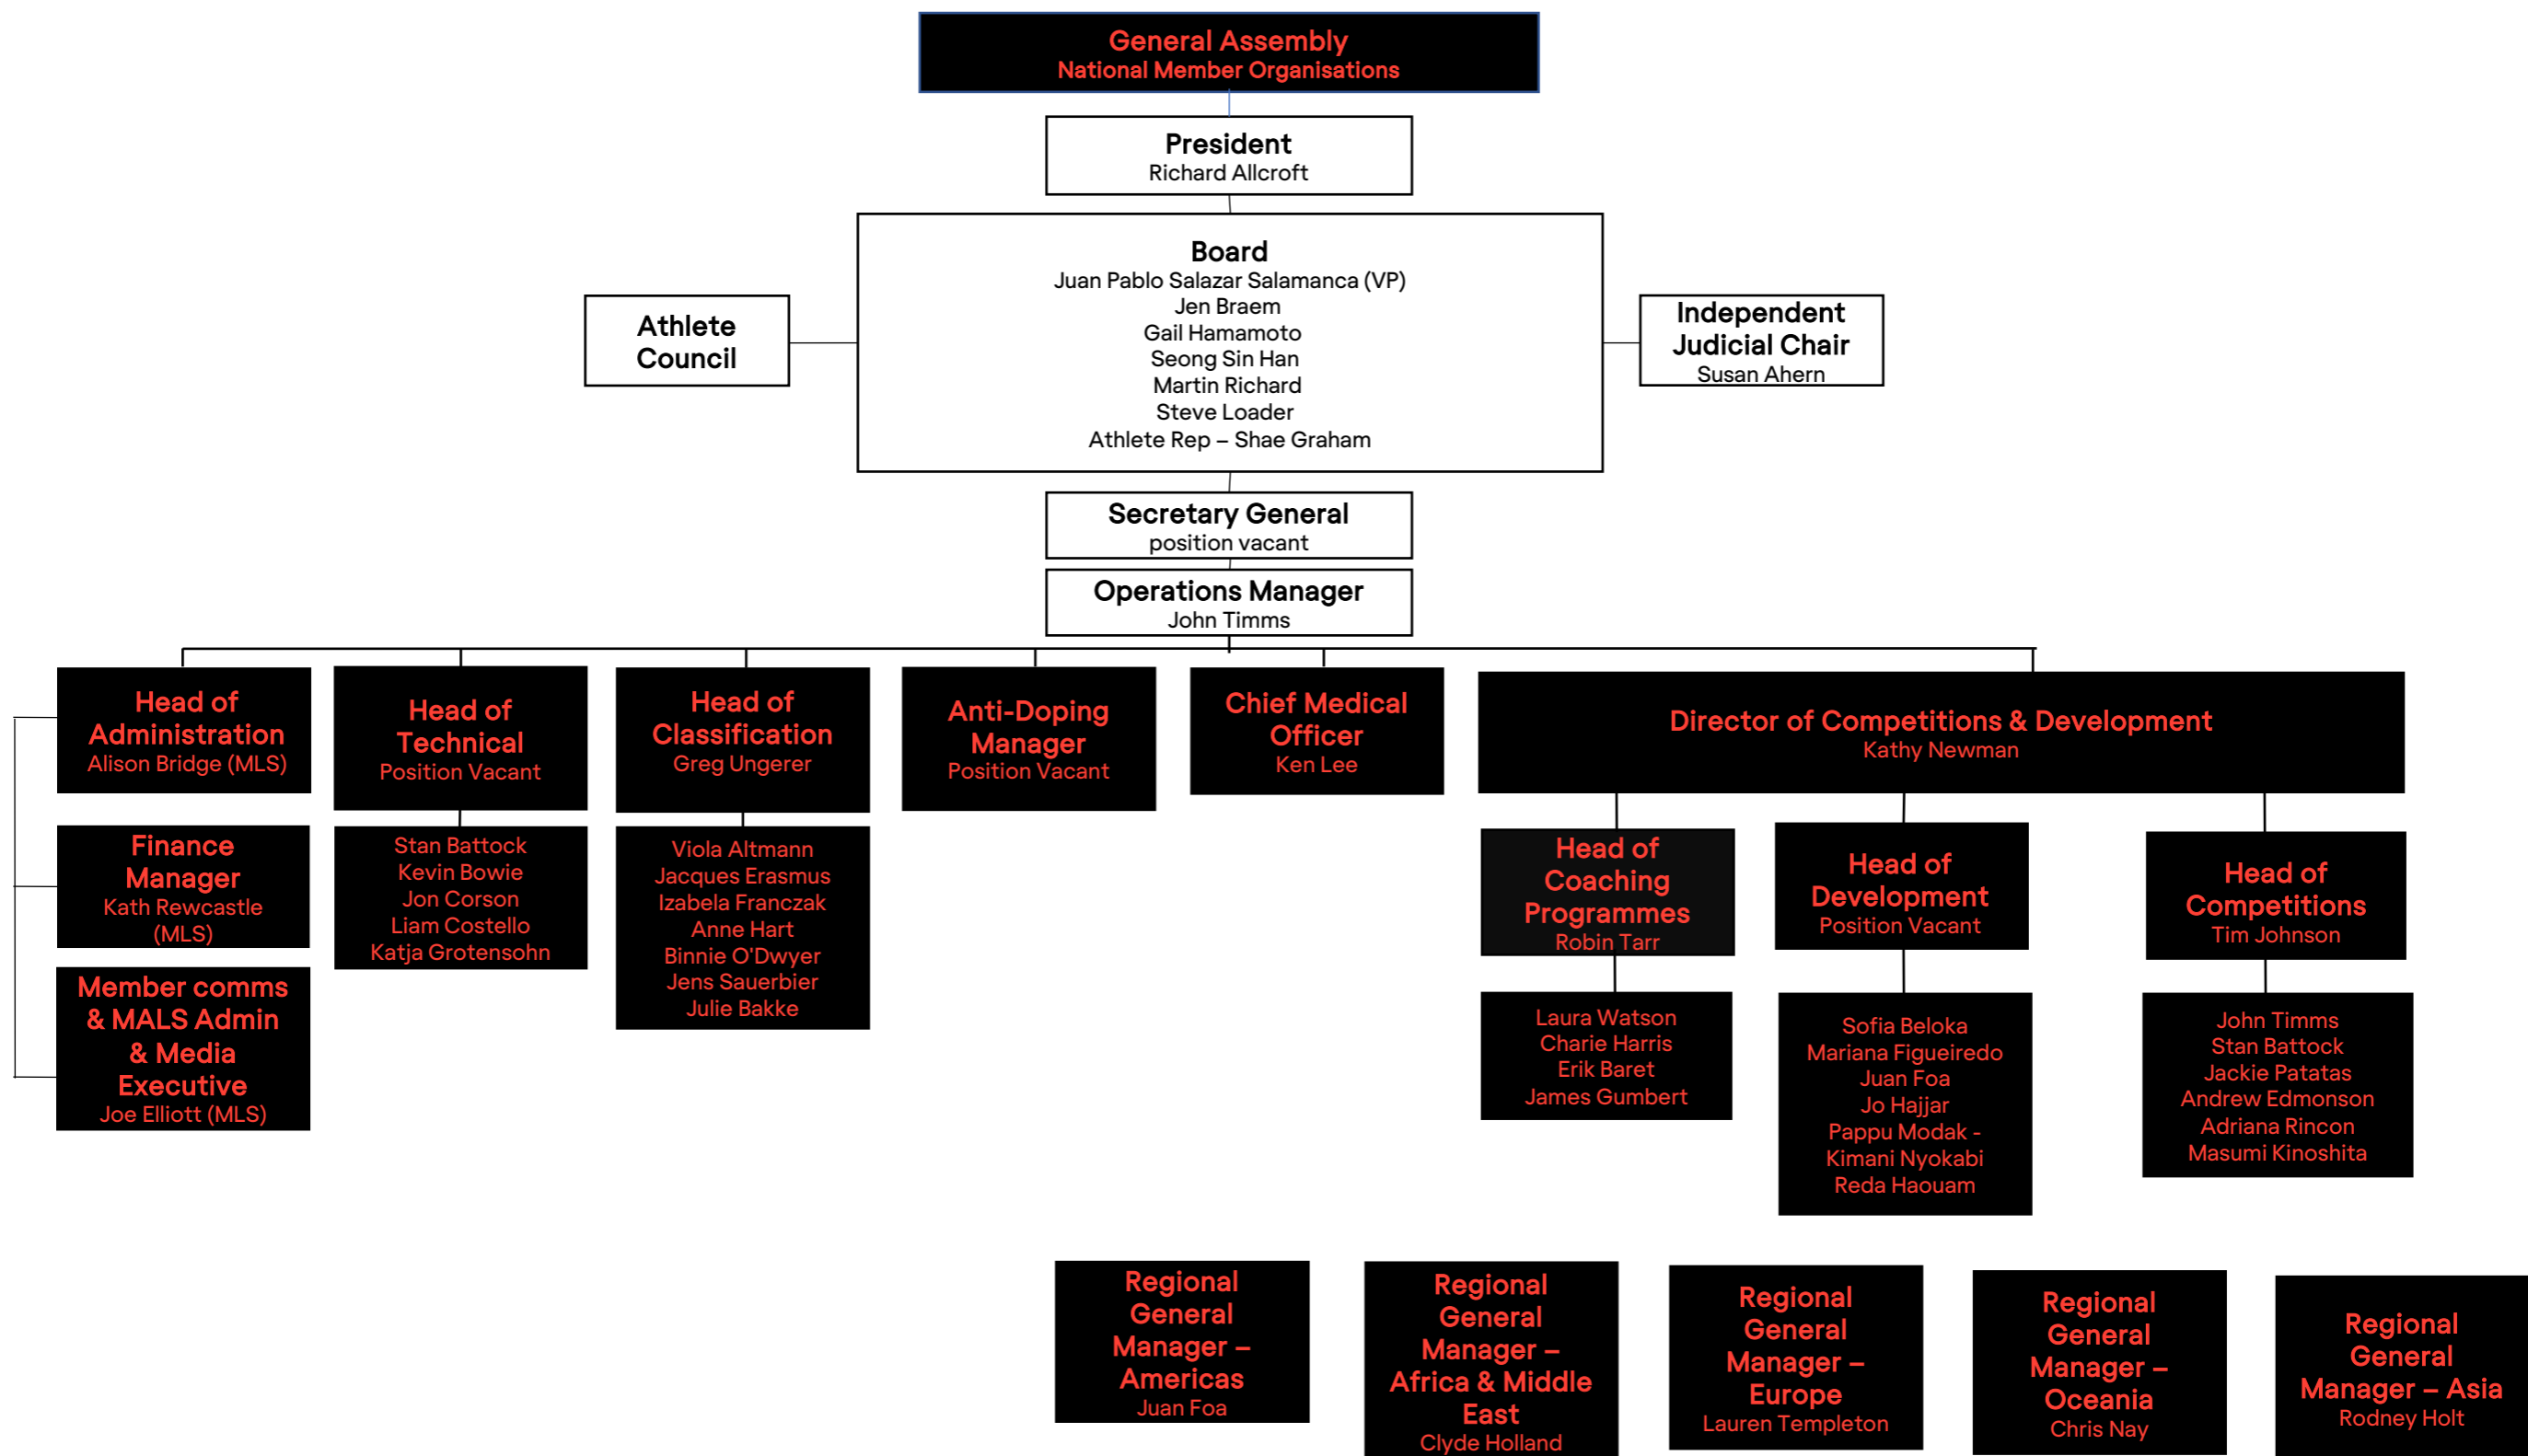 General Assembly
National Member Organisations
President
Richard Allcroft
Board
Juan Pablo Salazar Salamanca (VP)
Jen Braem
Gail Hamamoto
Seong Sin Han
Martin Richard
Steve Loader
Athlete Rep – Shae Graham
Athlete
Council
Independent
Judicial Chair
Susan Ahern
Secretary General
position vacant
Operations Manager
John Timms
Head of
Administration
Alison Bridge (MLS)
Head of
Technical
Position Vacant
Head of
Classification
Greg Ungerer
Anti-Doping
Manager
Position Vacant
Chief Medical
Officer
Ken Lee
Director of Competitions & Development
Kathy Newman
Finance
Manager
Kath Rewcastle
(MLS)
Member comms
& MALS Admin
& Media
Executive
Joe Elliott (MLS)
Stan Battock
Kevin Bowie
Jon Corson
Liam Costello
Katja Grotensohn
Viola Altmann
Jacques Erasmus
Izabela Franczak
Anne Hart
Binnie O'Dwyer
Jens Sauerbier
Julie Bakke
Head of
Coaching
Programmes
Robin Tarr
Laura Watson
Charie Harris
Erik Baret
James Gumbert
Head of
Development
Position Vacant
Sofia Beloka
Mariana Figueiredo
Juan Foa
Jo Hajjar
Pappu Modak -
Kimani Nyokabi
Reda Haouam
Head of
Competitions
Tim Johnson
John Timms
Stan Battock
Jackie Patatas
Andrew Edmonson
Adriana Rincon
Masumi Kinoshita
Regional
General
Manager –
Americas
Juan Foa
Regional
General
Manager –
Africa & Middle
East
Clyde Holland
Regional
General
Manager –
Europe
Lauren Templeton
Regional
General
Manager –
Oceania
Chris Nay
Regional
General
Manager – Asia
Rodney Holt